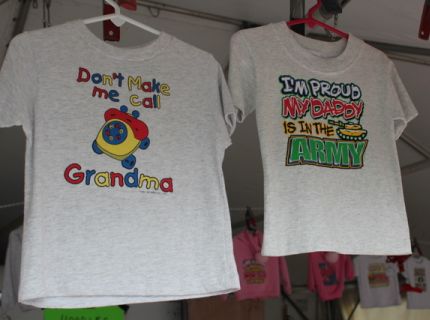 Don't Make
me call
Grandma
I'M PROUD
MY DADDY
IS IN THE
ARMY